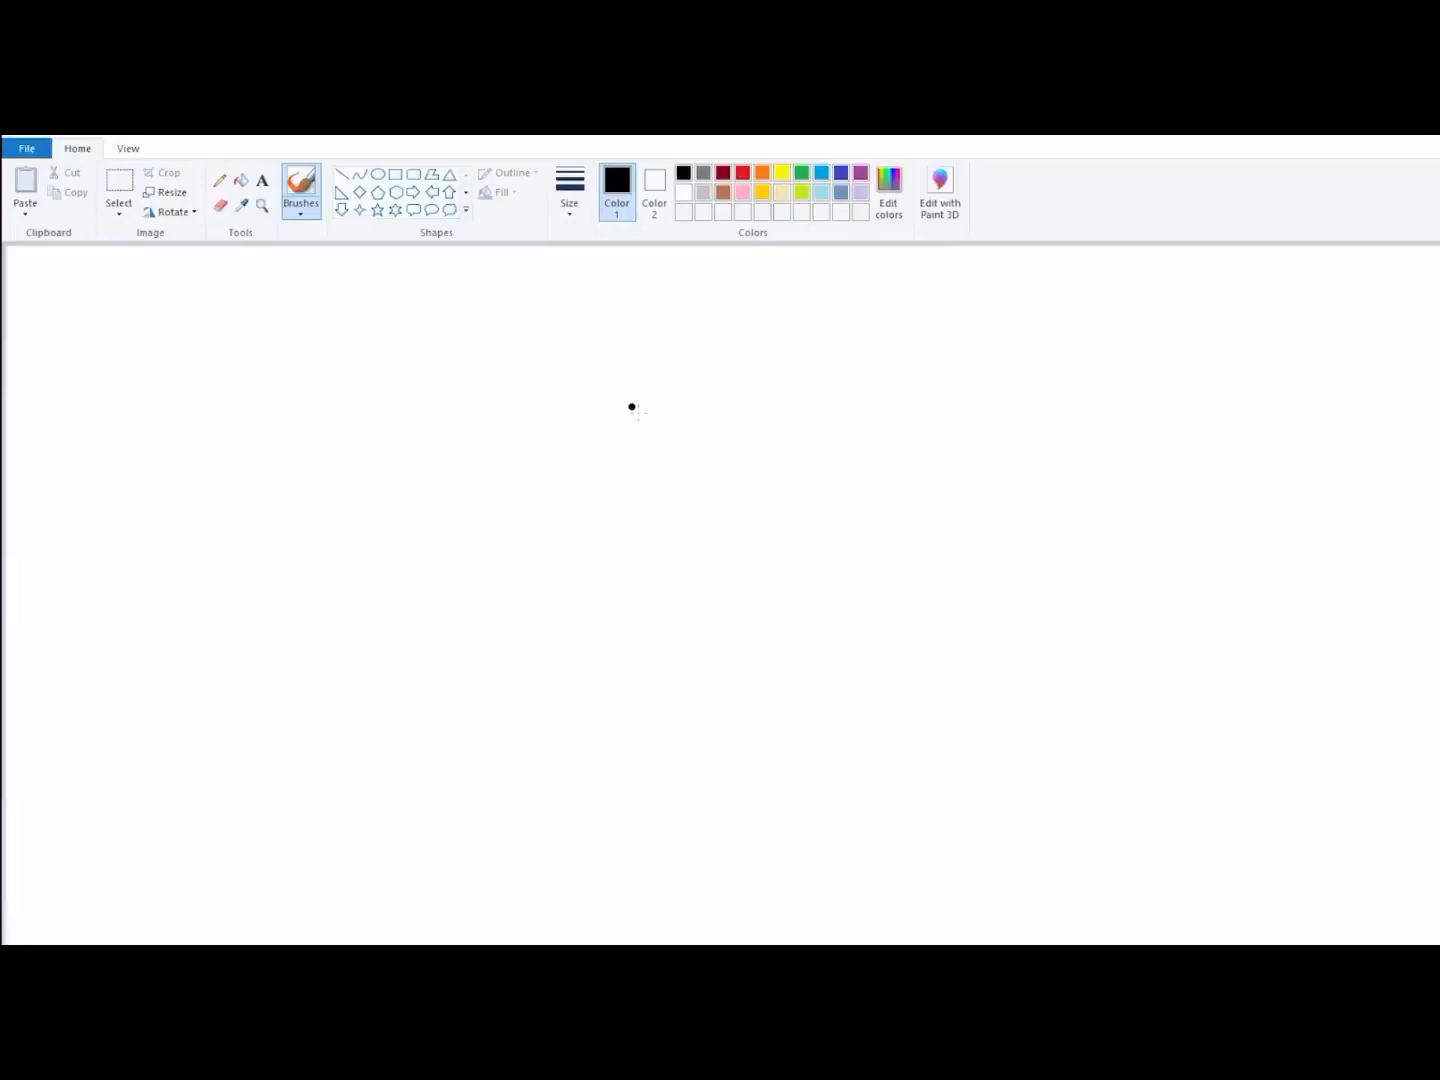 File Home View
Paste Cut Copy Clipboard
Select Crop Resize Rotate Image
A Tools
Brushes
Outline Fill Shapes
Size
Color 1 Color 2 Edit colors Colors
Edit with Paint 3D